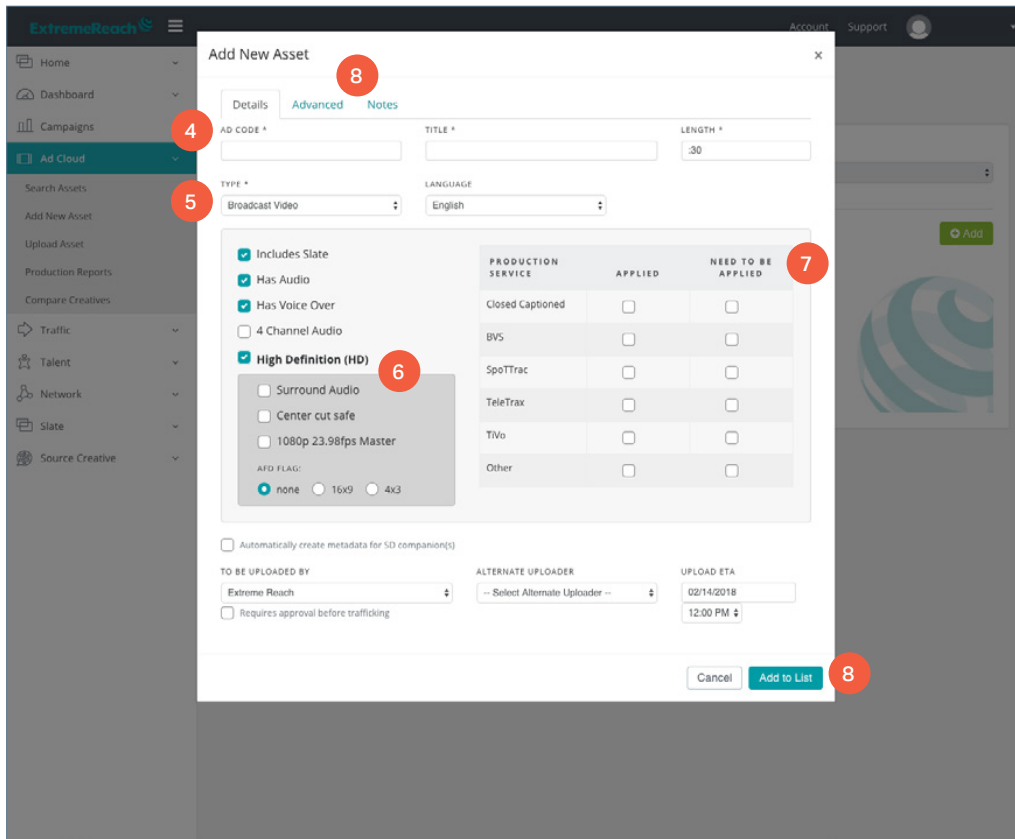 ExtremeReach
Account Support
Home
Dashboard
Campaigns
Ad Cloud
Search Assets
Add New Asset
Upload Asset
Production Reports
Compare Creatives
Traffic
Talent
Network
Slate
Source Creative
Add
Add New Asset ×
8
Details Advanced Notes
4
AD CODE * TITLE * LENGTH *
:30
5
TYPE * LANGUAGE
Broadcast Video English
Includes Slate
Has Audio
Has Voice Over
4 Channel Audio
High Definition (HD)
6
Surround Audio
Center cut safe
1080p 23.98fps Master
AFD FLAG:
none 16x9 4x3
7
PRODUCTION SERVICE APPLIED NEED TO BE APPLIED
Closed Captioned
BVS
SpoTTrac
TeleTrax
TiVo
Other
Automatically create metadata for SD companion(s)
TO BE UPLOADED BY ALTERNATE UPLOADER UPLOAD ETA
Extreme Reach -- Select Alternate Uploader -- 02/14/2018
Requires approval before trafficking 12:00 PM
Cancel Add to List
8